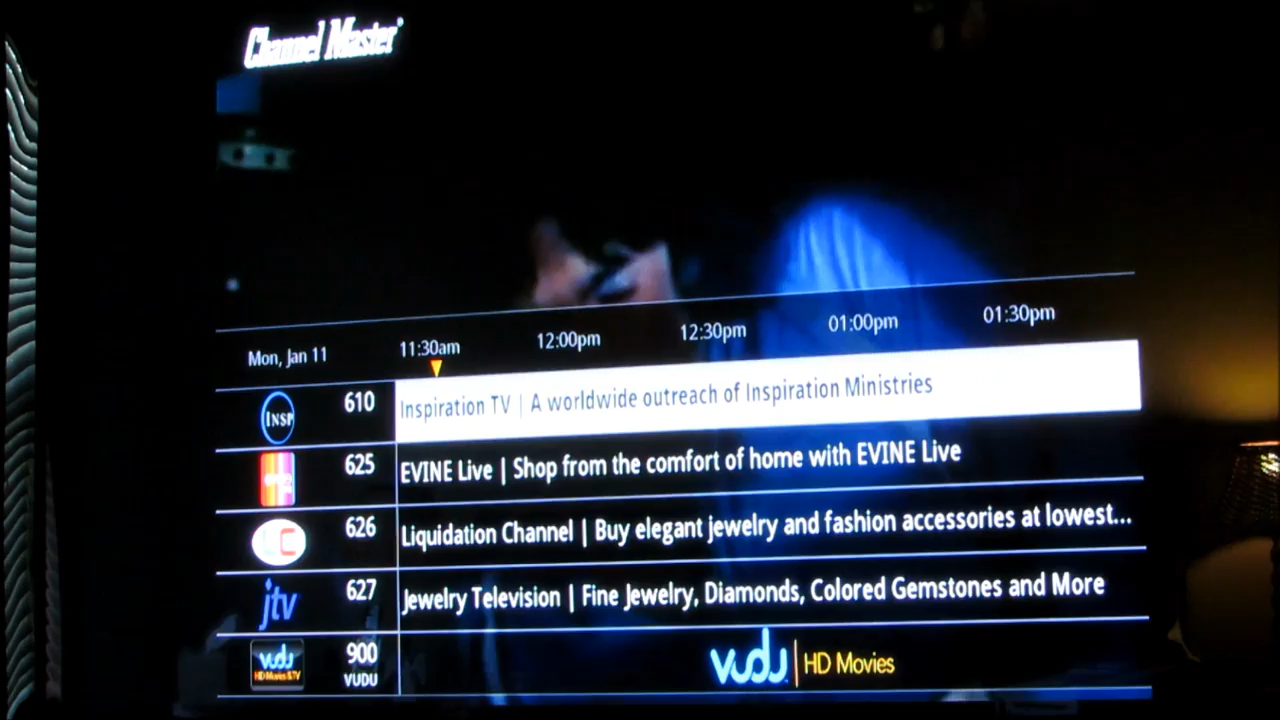 Channel Master
Mon, Jan 11 11:30am 12:00pm 12:30pm 01:00pm 01:30pm
INSP 610 Inspiration TV | A worldwide outreach of Inspiration Ministries
625 EVINE Live | Shop from the comfort of home with EVINE Live
626 Liquidation Channel | Buy elegant jewelry and fashion accessories at lowest...
jtv 627 Jewelry Television | Fine Jewelry, Diamonds, Colored Gemstones and More
vudu HD Movies & TV 900 VUDU vudu | HD Movies